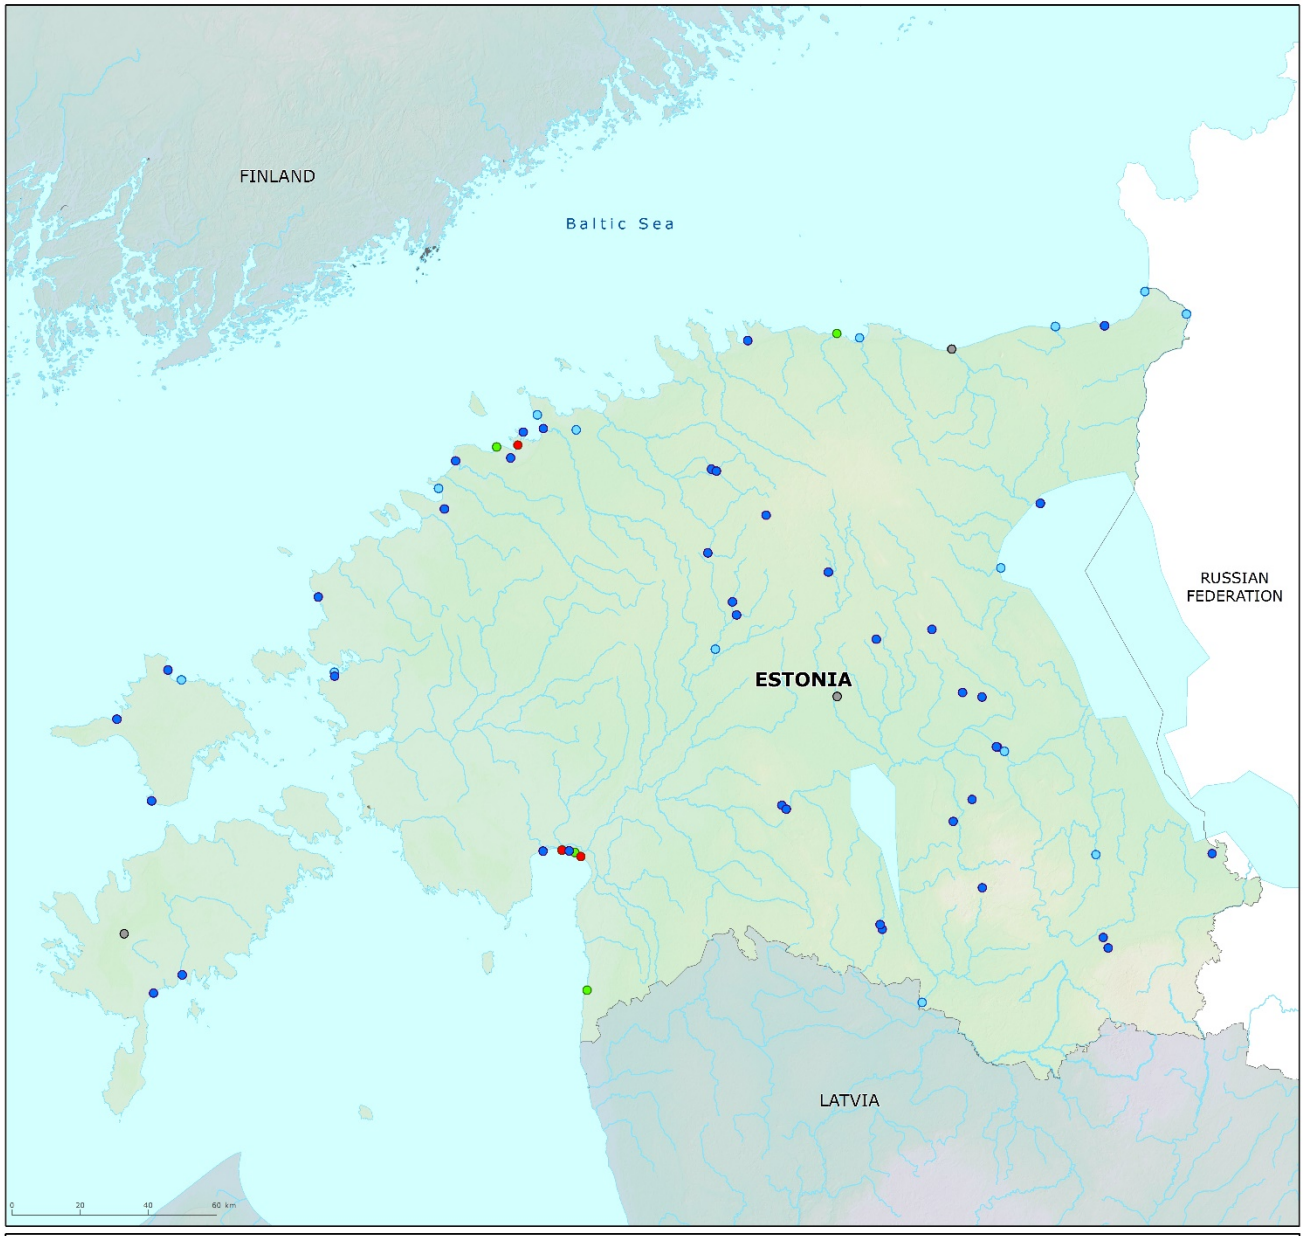 FINLAND
Baltic Sea
RUSSIAN
FEDERATION
ESTONIA
LATVIA
0 20 40 60 km